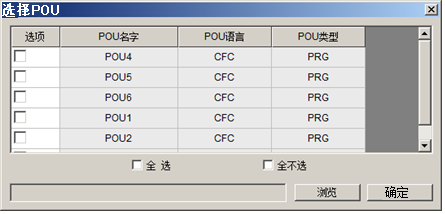 选择POU
选项 POU名字 POU语言 POU类型
POU4 CFC PRG
POU5 CFC PRG
POU6 CFC PRG
POU1 CFC PRG
POU2 CFC PRG
全 选 全不选
浏览 确定